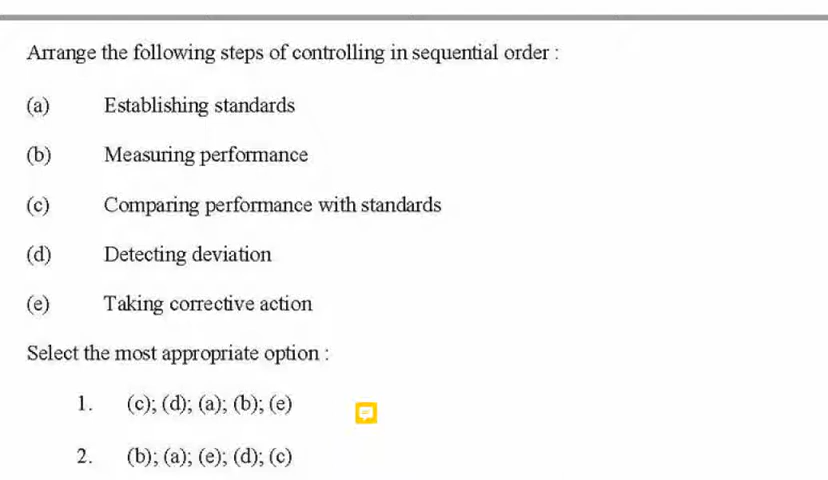 Arrange the following steps of controlling in sequential order :
(a) Establishing standards
(b) Measuring performance
(c) Comparing performance with standards
(d) Detecting deviation
(e) Taking corrective action
Select the most appropriate option :
1. (c); (d); (a); (b); (e)
2. (b); (a); (e); (d); (c)